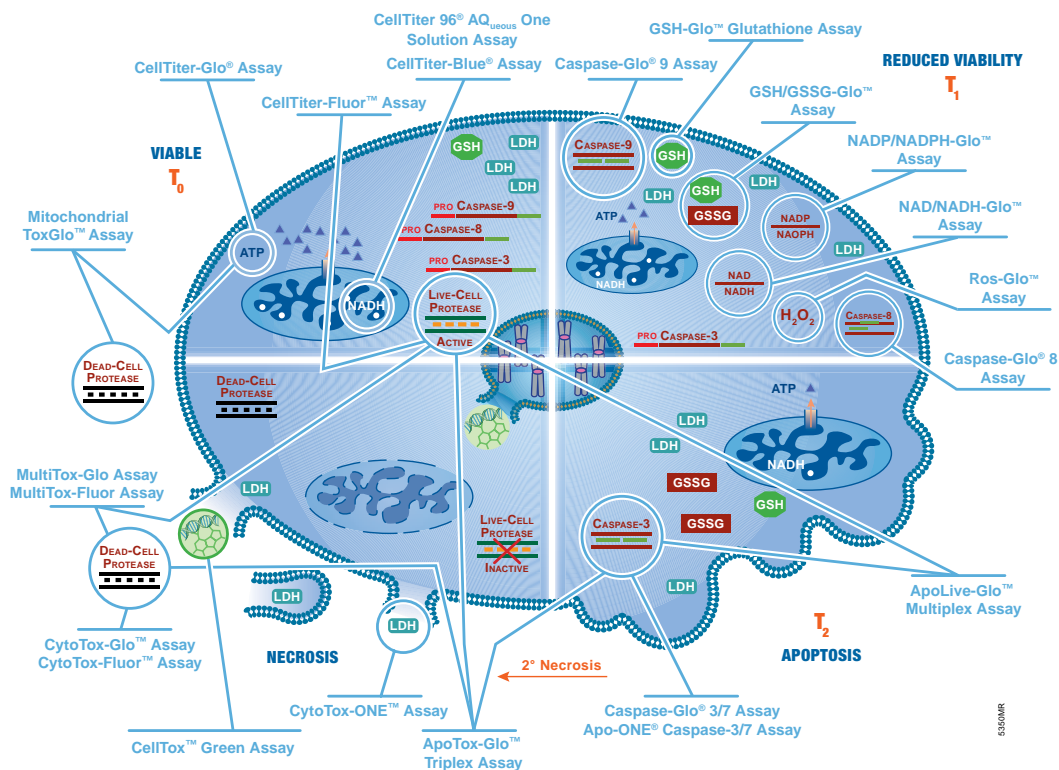 CellTiter 96® AQueous One
Solution Assay
CellTiter-Blue® Assay
GSH-Glo™ Glutathione Assay
CellTiter-Glo® Assay
Caspase-Glo® 9 Assay
REDUCED VIABILITY
T1
CellTiter-Fluor™ Assay
GSH/GSSG-Glo™
Assay
VIABLE
T0
NADP/NADPH-Glo™
Assay
Mitochondrial
ToxGlo™ Assay
NAD/NADH-Glo™
Assay
Ros-Glo™
Assay
Caspase-Glo® 8
Assay
GSH
LDH
LDH
LDH
PRO CASPASE-9
PRO CASPASE-8
PRO CASPASE-3
ATP
NADH
LIVE-CELL
PROTEASE
ACTIVE
CASPASE-9
GSH
LDH
LDH
GSH
GSSG
ATP
NADH
NADP
NAOPH
LDH
NAD
NADH
H2O2
CASPASE-8
PRO CASPASE-3
DEAD-CELL
PROTEASE
DEAD-CELL
PROTEASE
ATP
NADH
LDH
LDH
LDH
GSSG
GSSG
GSH
CASPASE-3
MultiTox-Glo Assay
MultiTox-Fluor Assay
LDH
LIVE-CELL
PROTEASE
INACTIVE
DEAD-CELL
PROTEASE
LDH
LDH
CytoTox-Glo™ Assay
CytoTox-Fluor™ Assay
NECROSIS
2° Necrosis
T2
APOPTOSIS
ApoLive-Glo™
Multiplex Assay
CytoTox-ONE™ Assay
Caspase-Glo® 3/7 Assay
Apo-ONE® Caspase-3/7 Assay
CellTox™ Green Assay
ApoTox-Glo™
Triplex Assay
5350MR